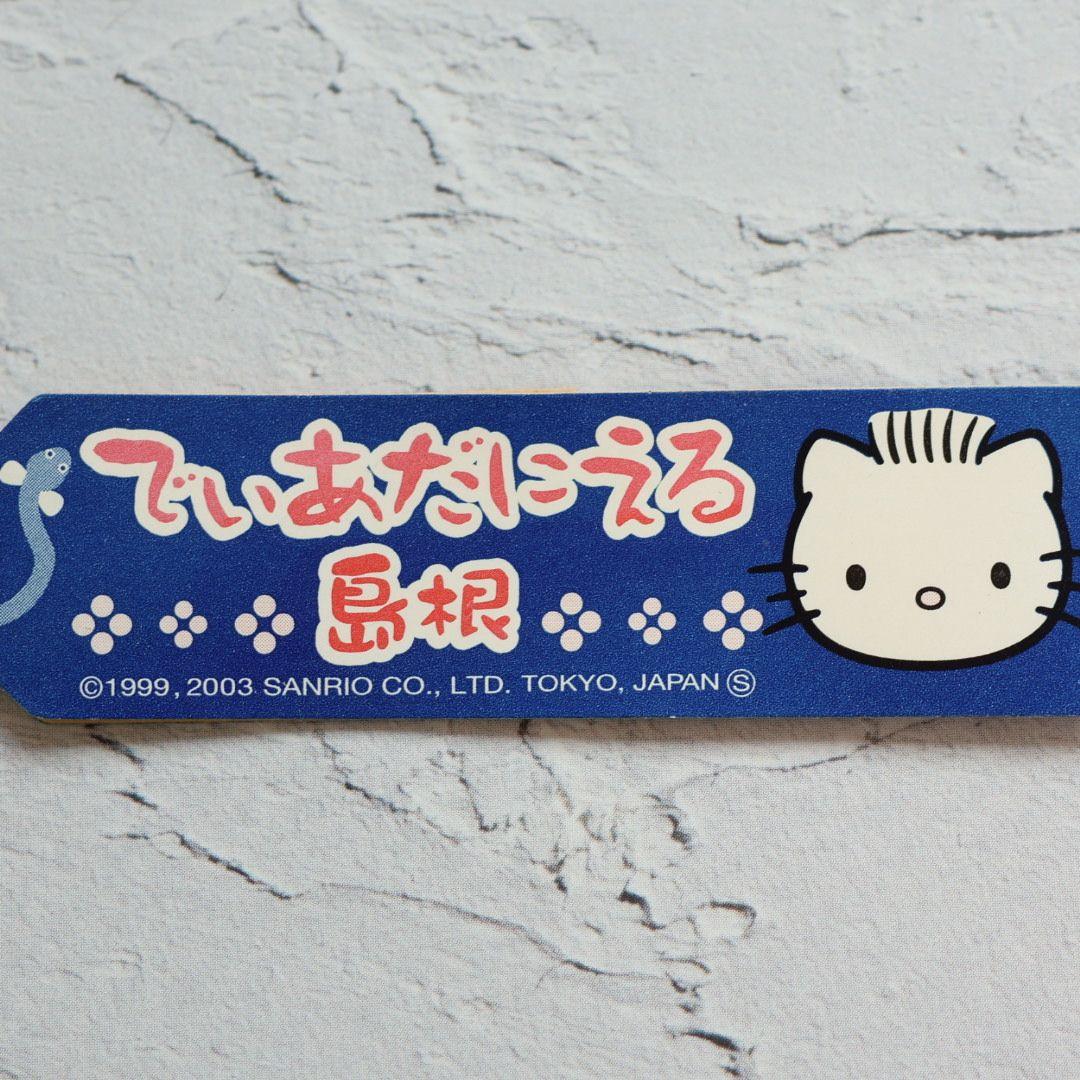 でぃあだにえる
島根
©1999, 2003 SANRIO CO., LTD. TOKYO, JAPAN Ⓢ